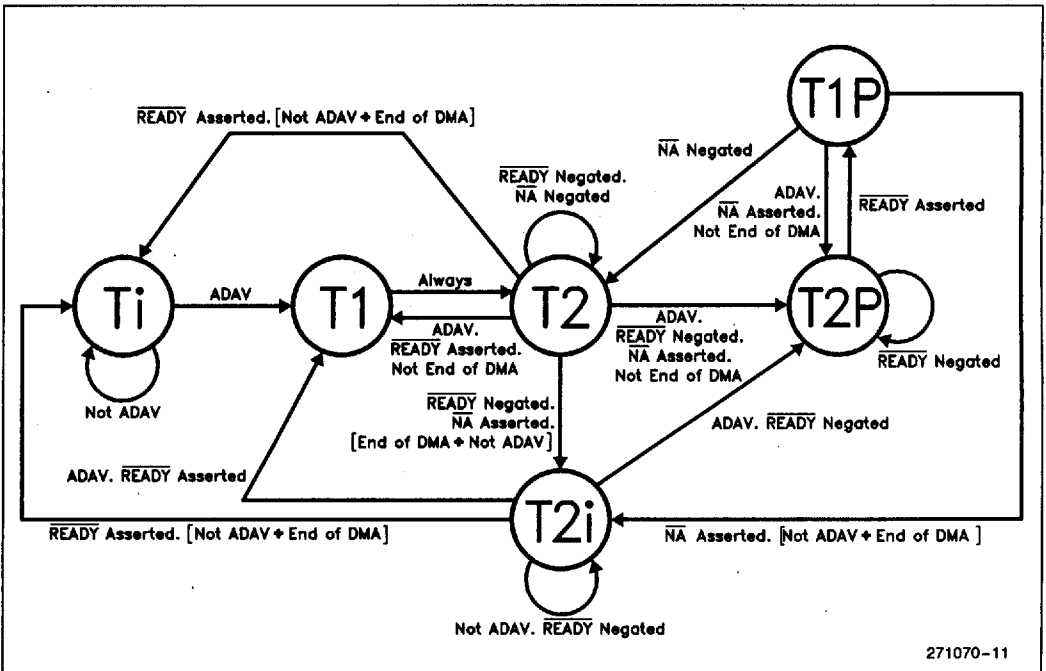 T1P
READY Asserted. [Not ADAV + End of DMA]
NA Negated
READY Negated.
NA Negated
ADAV.
NA Asserted.
Not End of DMA
READY Asserted
Ti
ADAV
T1
Always
T2
ADAV.
READY Asserted.
Not End of DMA
ADAV.
READY Negated.
NA Asserted.
Not End of DMA
T2P
READY Negated
Not ADAV
READY Negated.
NA Asserted.
[End of DMA + Not ADAV]
ADAV. READY Negated
ADAV. READY Asserted
T2i
READY Asserted. [Not ADAV + End of DMA]
NA Asserted. [Not ADAV + End of DMA ]
Not ADAV. READY Negated
271070-11